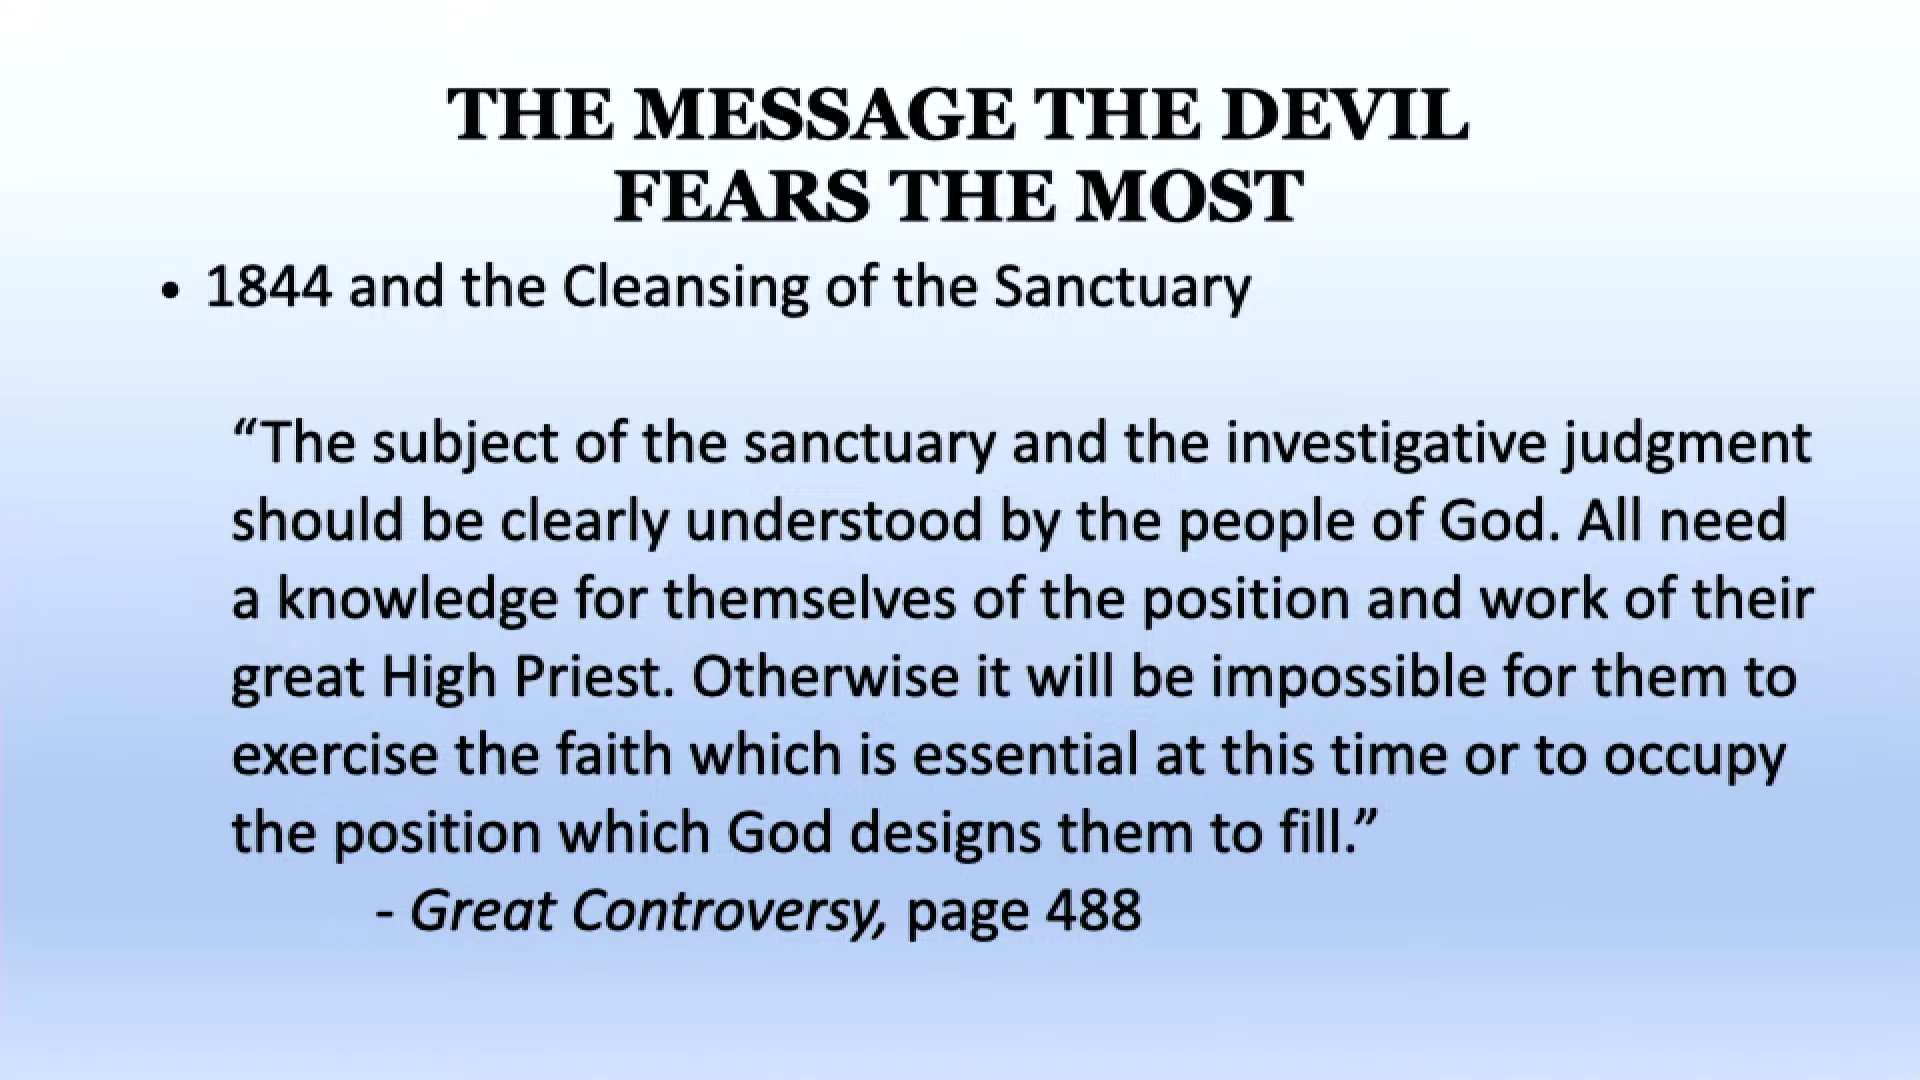 THE MESSAGE THE DEVIL
FEARS THE MOST
• 1844 and the Cleansing of the Sanctuary
“The subject of the sanctuary and the investigative judgment
should be clearly understood by the people of God. All need
a knowledge for themselves of the position and work of their
great High Priest. Otherwise it will be impossible for them to
exercise the faith which is essential at this time or to occupy
the position which God designs them to fill.”
- Great Controversy, page 488